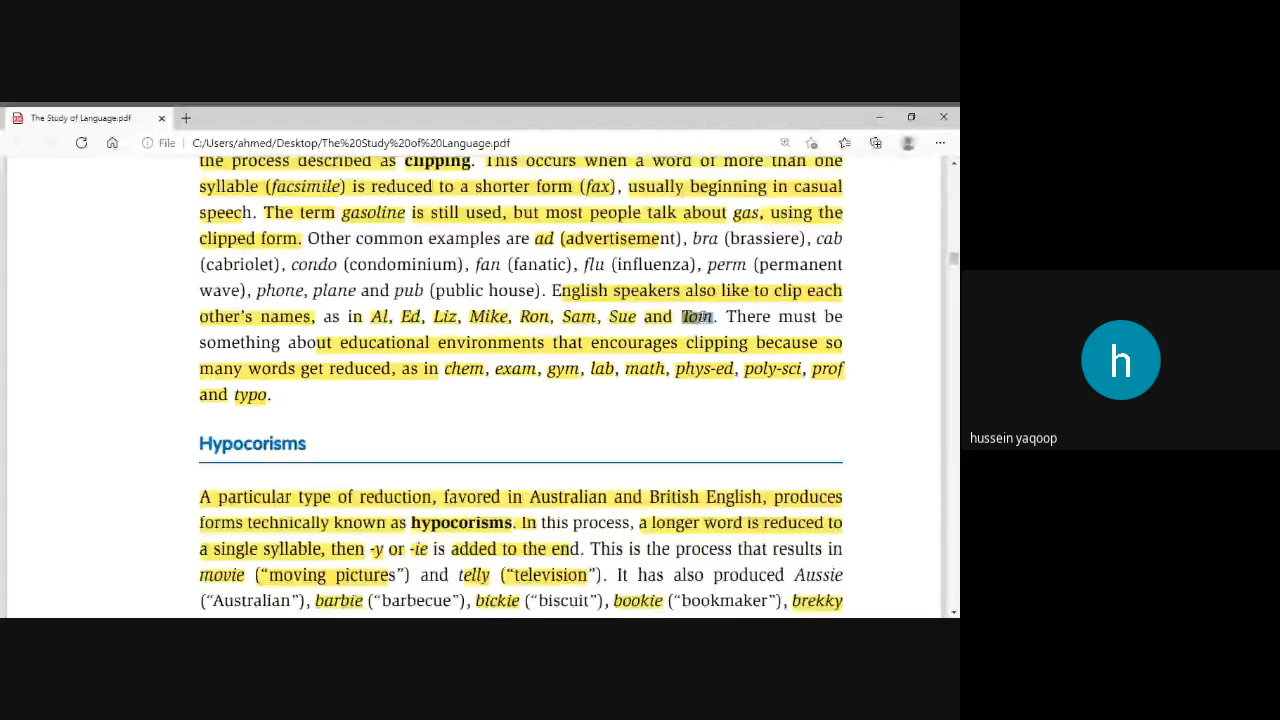 The Study of Language.pdf
File
C:/Users/ahmed/Desktop/The%20Study%20of%20Language.pdf
the process described as clipping. This occurs when a word of more than one
syllable (facsimile) is reduced to a shorter form (fax), usually beginning in casual
speech. The term gasoline is still used, but most people talk about gas, using the
clipped form. Other common examples are ad (advertisement), bra (brassiere), cab
(cabriolet), condo (condominium), fan (fanatic), flu (influenza), perm (permanent
wave), phone, plane and pub (public house). English speakers also like to clip each
other's names, as in Al, Ed, Liz, Mike, Ron, Sam, Sue and Tom. There must be
something about educational environments that encourages clipping because so
many words get reduced, as in chem, exam, gym, lab, math, phys-ed, poly-sci, prof
and typo.
Hypocorisms
A particular type of reduction, favored in Australian and British English, produces
forms technically known as hypocorisms. In this process, a longer word is reduced to
a single syllable, then -y or -ie is added to the end. This is the process that results in
movie ("moving pictures") and telly ("television"). It has also produced Aussie
("Australian"), barbie ("barbecue"), bickie ("biscuit"), bookie ("bookmaker"), brekky
h
hussein yaqoop